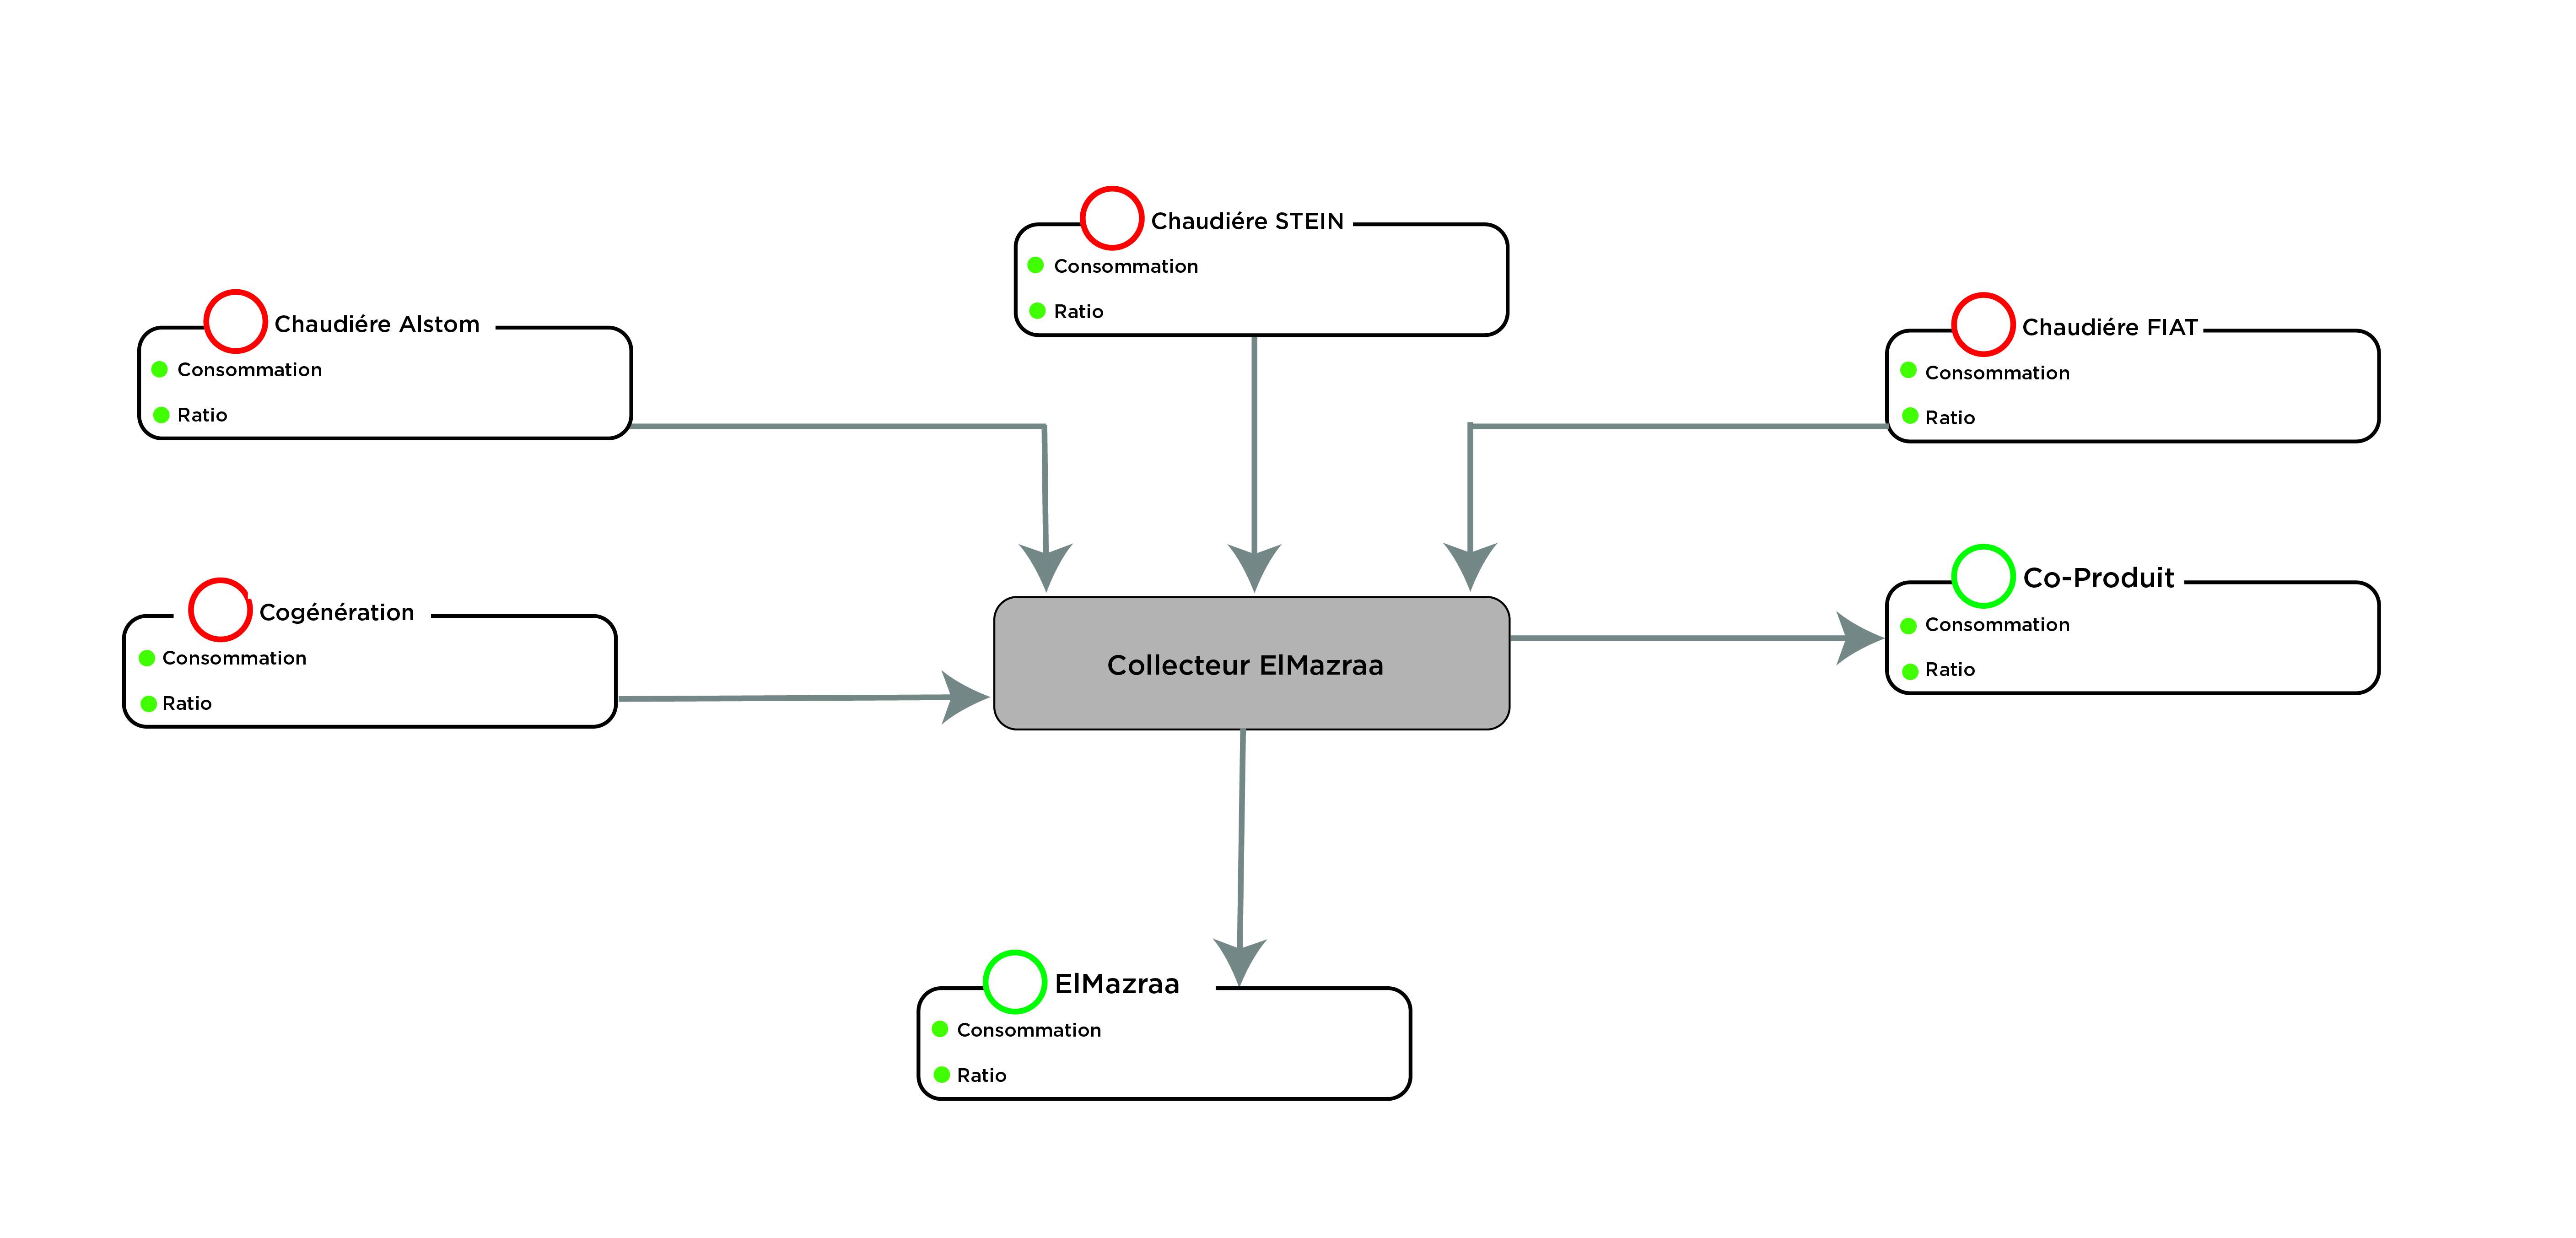 Chaudiére STEIN
Consommation
Ratio
Chaudiére Alstom
Consommation
Ratio
Chaudiére FIAT
Consommation
Ratio
Cogénération
Consommation
Ratio
Collecteur ElMazraa
Co-Produit
Consommation
Ratio
ElMazraa
Consommation
Ratio